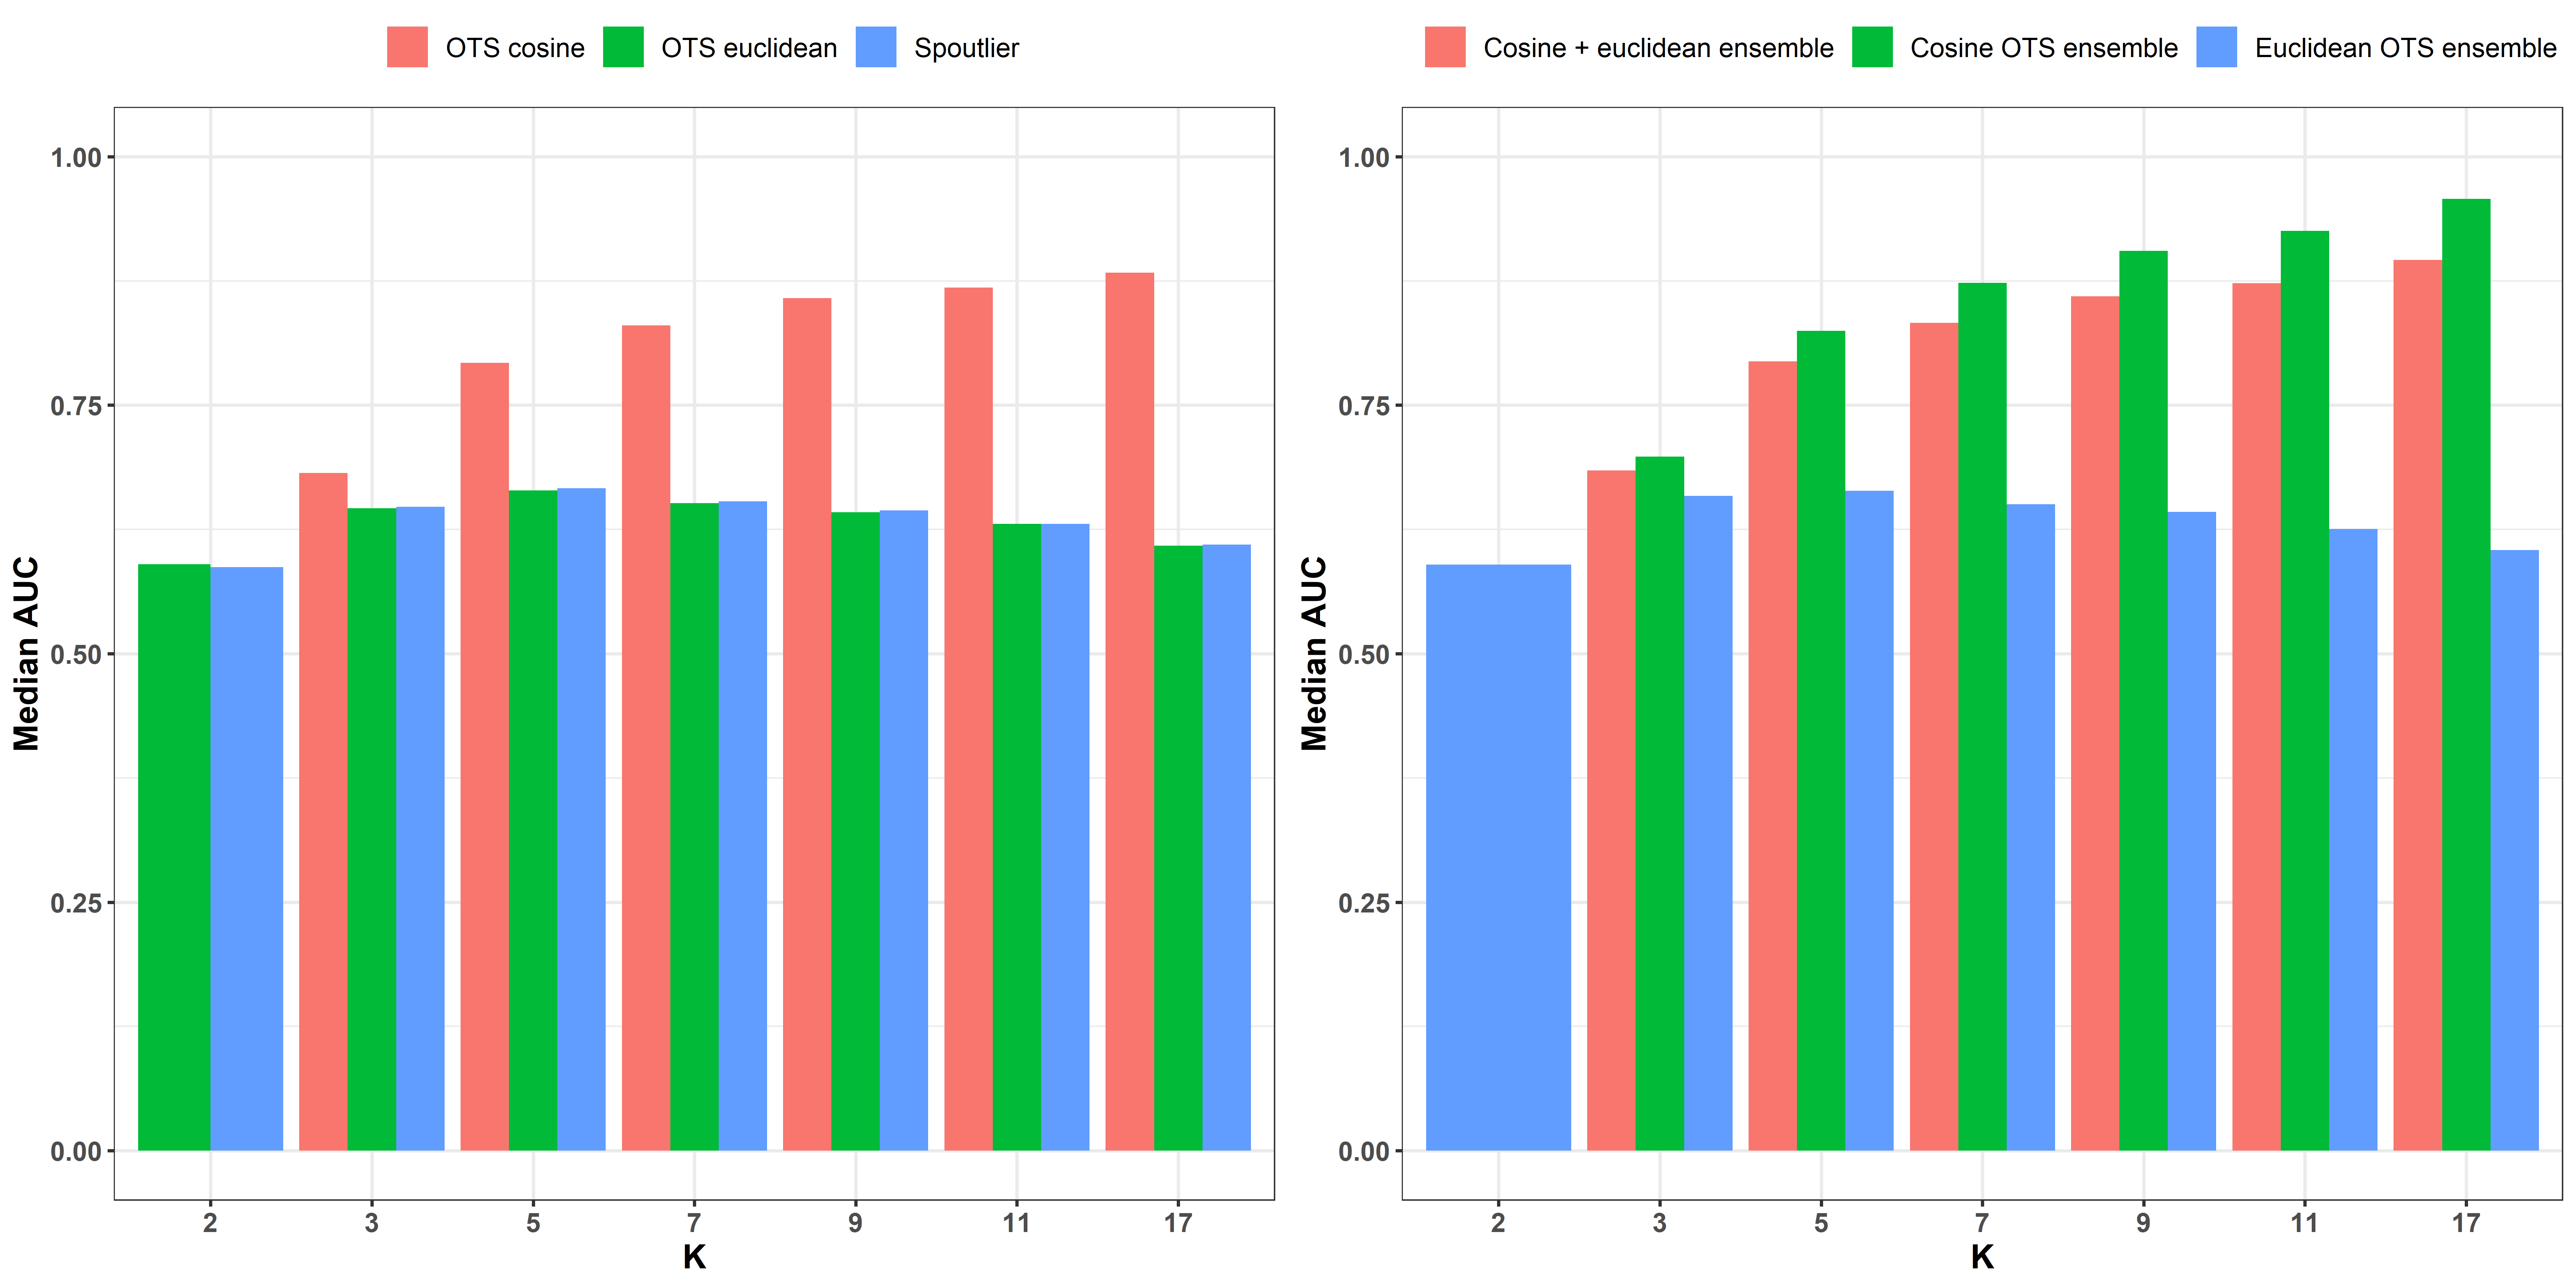 OTS cosine OTS euclidean Spoutlier
Median AUC
1.00
0.75
0.50
0.25
0.00
2 3 5 7 9 11 17
K
Cosine + euclidean ensemble Cosine OTS ensemble Euclidean OTS ensemble
Median AUC
1.00
0.75
0.50
0.25
0.00
2 3 5 7 9 11 17
K